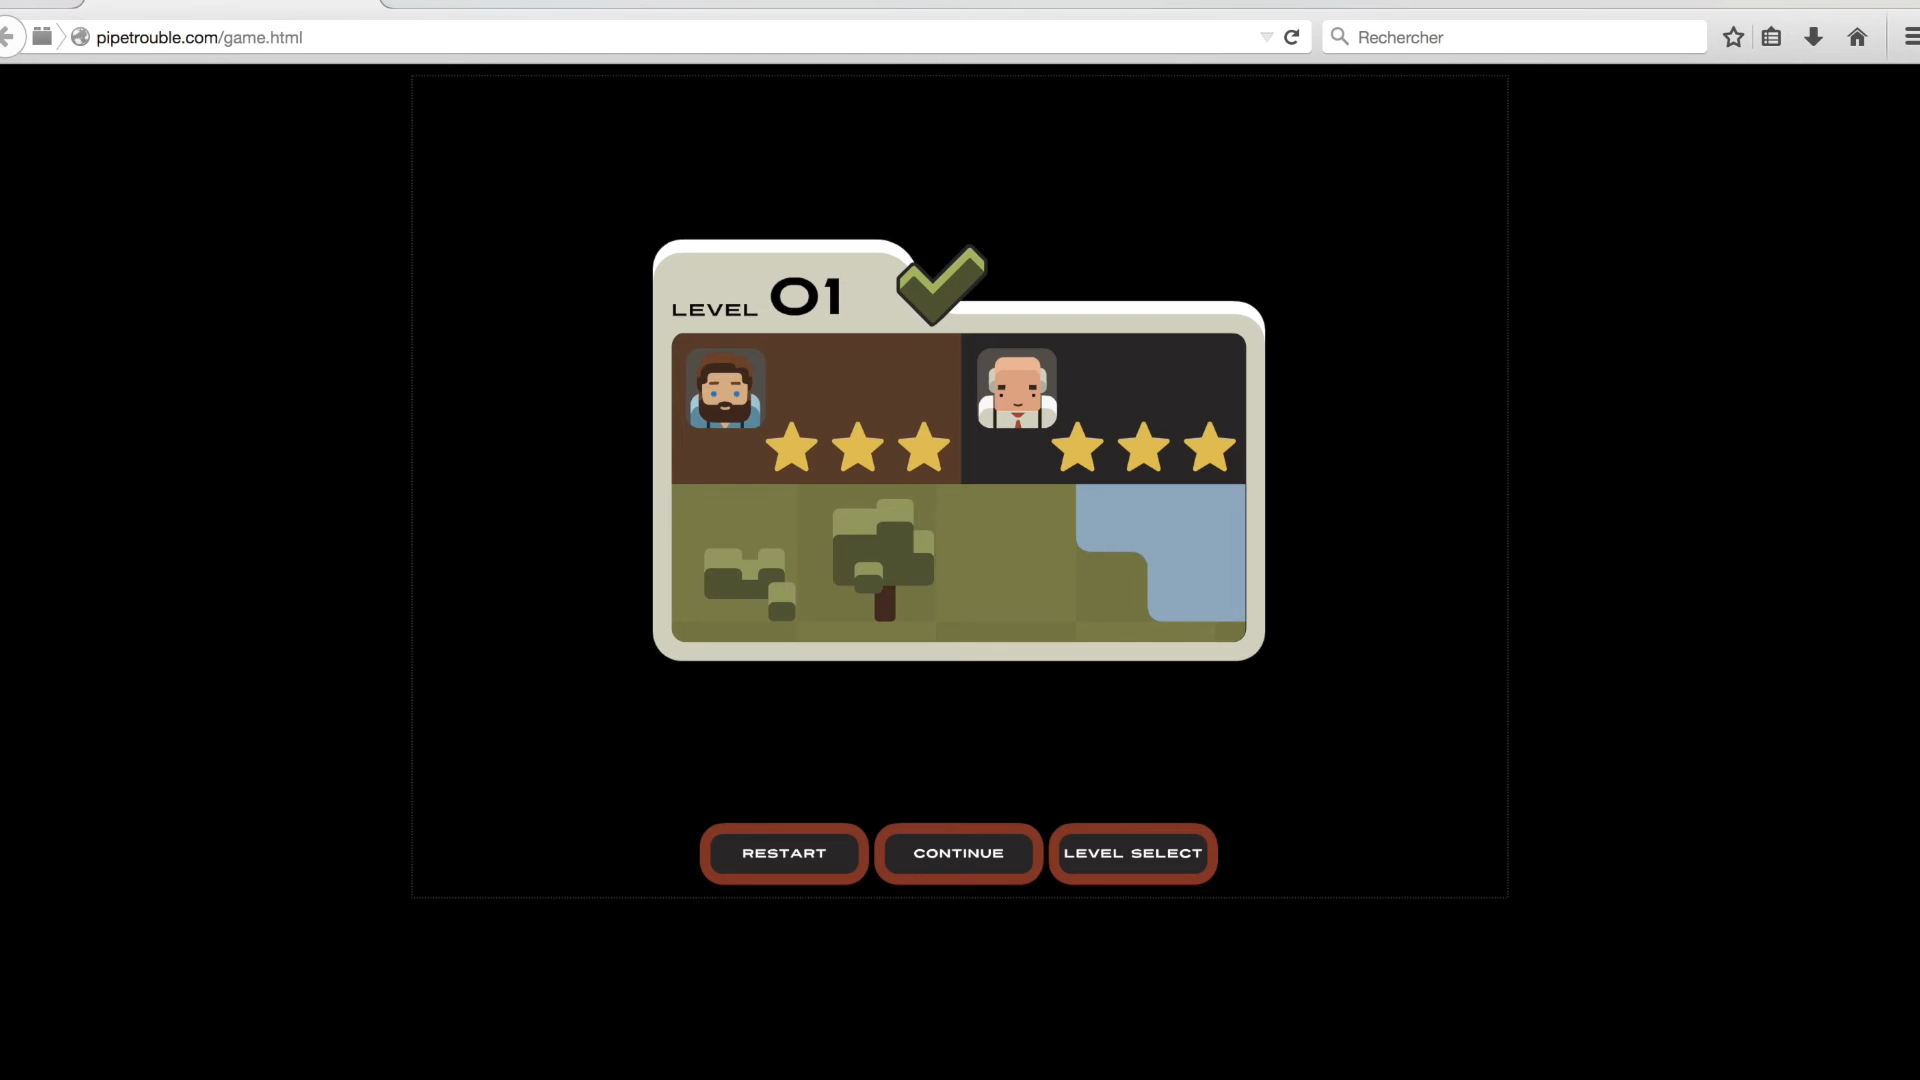 pipetrouble.com/game.html
Rechercher
LEVEL 01
RESTART
CONTINUE
LEVEL SELECT